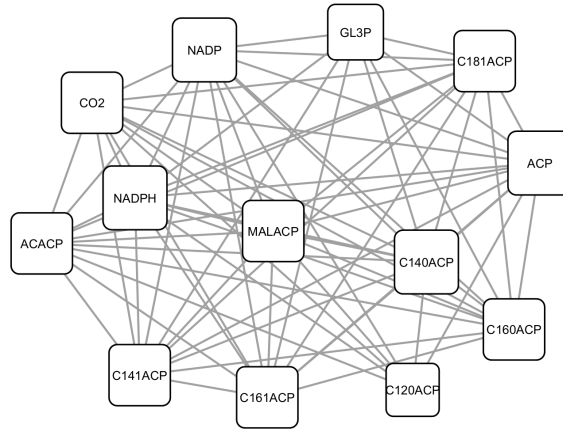 GL3P
NADP
C181ACP
CO2
ACP
NADPH
MALACP
ACACP
C140ACP
C160ACP
C141ACP
C161ACP
C120ACP